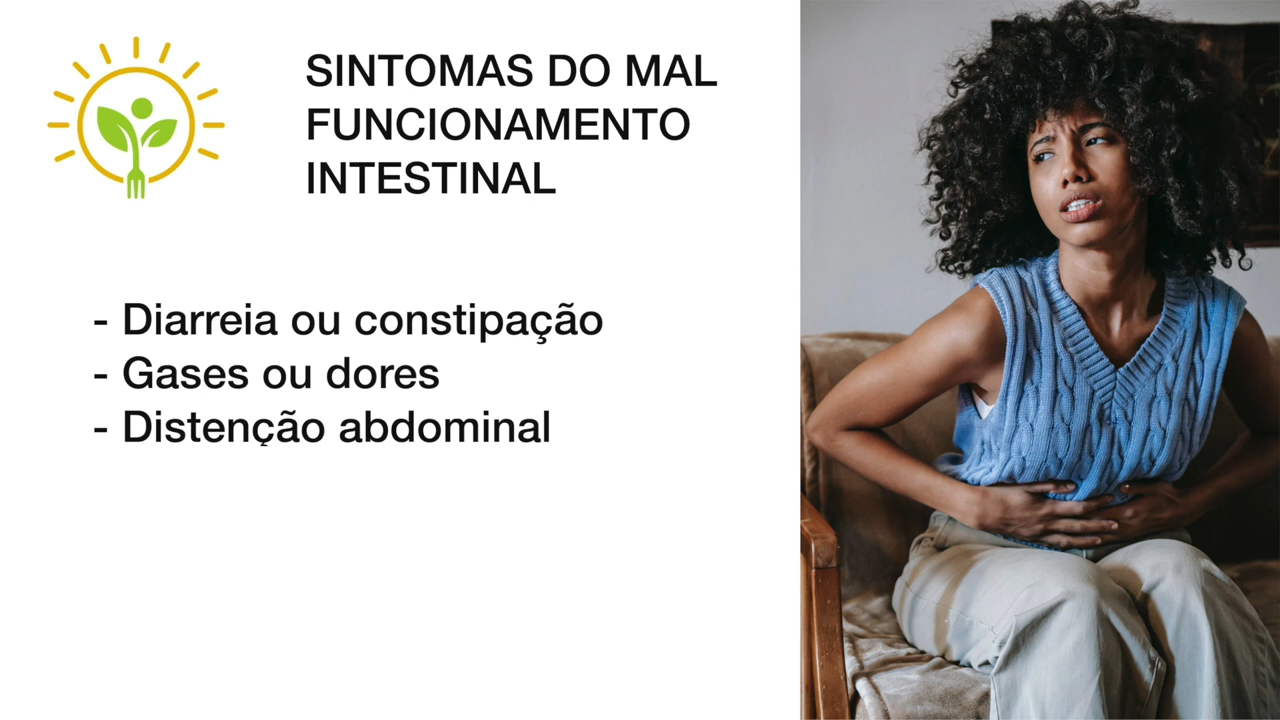 SINTOMAS DO MAL
FUNCIONAMENTO
INTESTINAL
- Diarreia ou constipação
- Gases ou dores
- Distenção abdominal